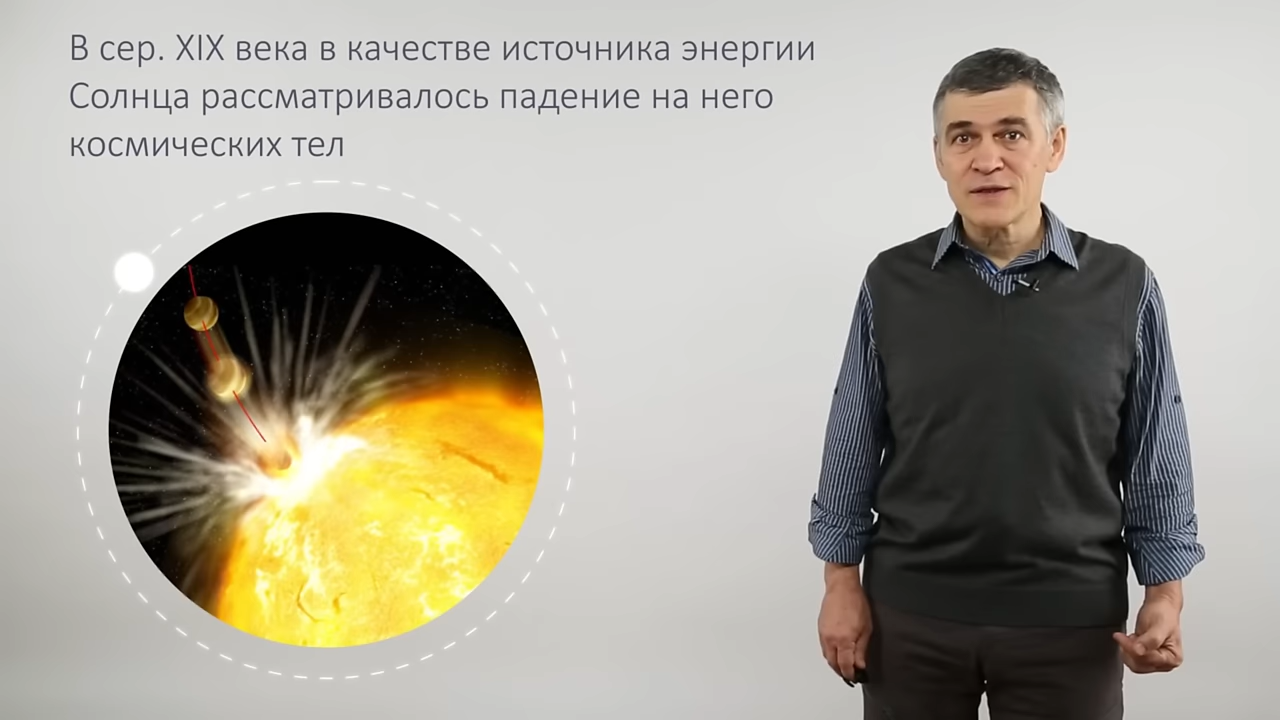 В сер. XIX века в качестве источника энергии
Солнца рассматривалось падение на него
космических тел